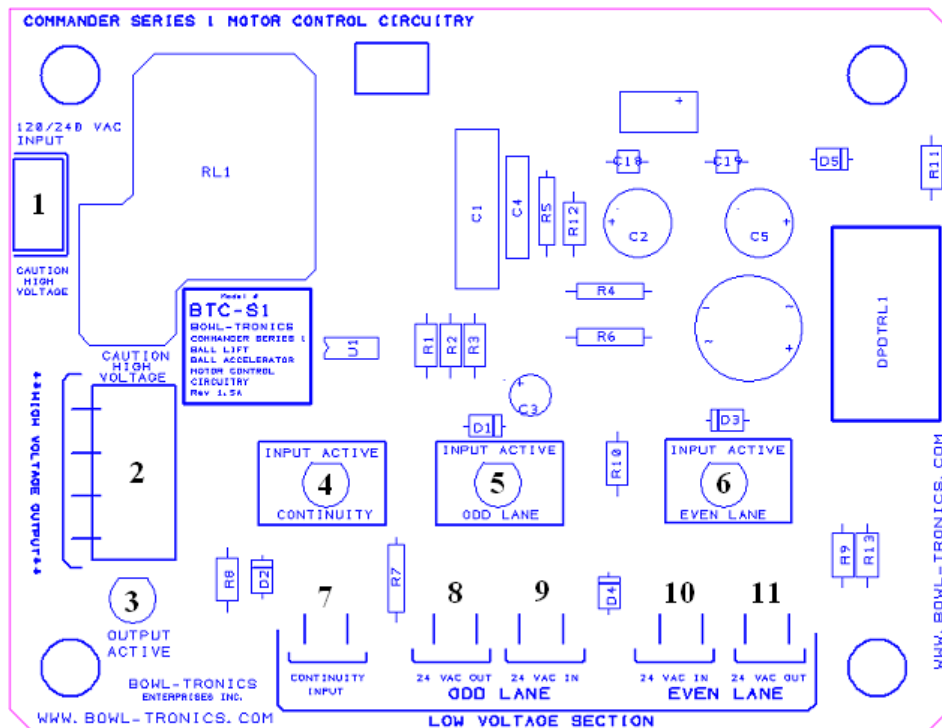 COMMANDER SERIES 1 MOTOR CONTROL CIRCUITRY
120/240 VAC
INPUT
1
CAUTION
HIGH
VOLTAGE
RL1
C1
C4
R5
R12
+
C18
C19
D5
R11
+
C2
+
C5
R4
R6
-
~
~
+
DPDTRL1
Model #
BTC-S1
BOWL-TRONICS
COMMANDER SERIES 1
BALL LIFT
BALL ACCELERATOR
MOTOR CONTROL
CIRCUITRY
Rev 1.5A
U1
R1
R2
R3
+
C3
D1
D3
CAUTION
HIGH
VOLTAGE
**HIGH VOLTAGE OUTPUT**
2
INPUT ACTIVE
4
CONTINUITY
INPUT ACTIVE
5
ODD LANE
R10
INPUT ACTIVE
6
EVEN LANE
WWW.BOWL-TRONICS.COM
3
OUTPUT
ACTIVE
R8
D2
R7
D4
R9
R13
7
8
9
10
11
CONTINUITY
INPUT
24 VAC OUT
24 VAC IN
ODD LANE
24 VAC IN
24 VAC OUT
EVEN LANE
BOWL-TRONICS
ENTERPRISES INC.
WWW.BOWL-TRONICS.COM
LOW VOLTAGE SECTION